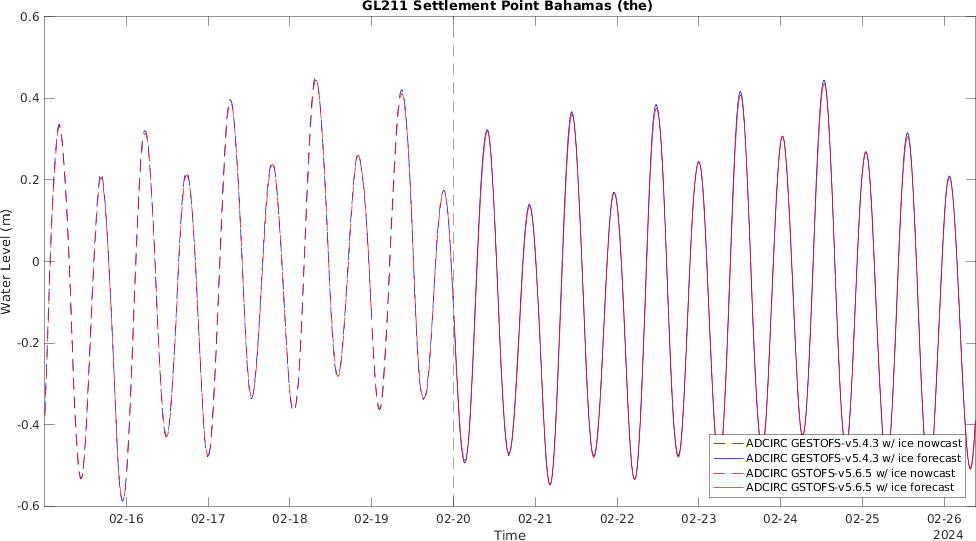 GL211 Settlement Point Bahamas (the)
0.6
0.4
0.2
0
-0.2
-0.4
-0.6
Water Level (m)
02-16
02-17
02-18
02-19
02-20
02-21
02-22
02-23
02-24
02-25
02-26
2024
Time
ADCIRC GESTOFS-v5.4.3 w/ ice nowcast
ADCIRC GESTOFS-v5.4.3 w/ ice forecast
ADCIRC GSTOFS-v5.6.5 w/ ice nowcast
ADCIRC GSTOFS-v5.6.5 w/ ice forecast